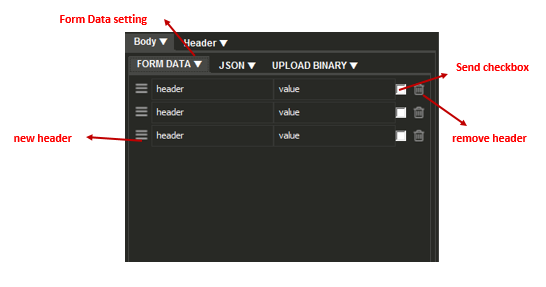 Form Data setting
Body ▼ Header ▼
FORM DATA ▼ JSON ▼ UPLOAD BINARY ▼
Send checkbox
header value
header value
new header
header value
remove header